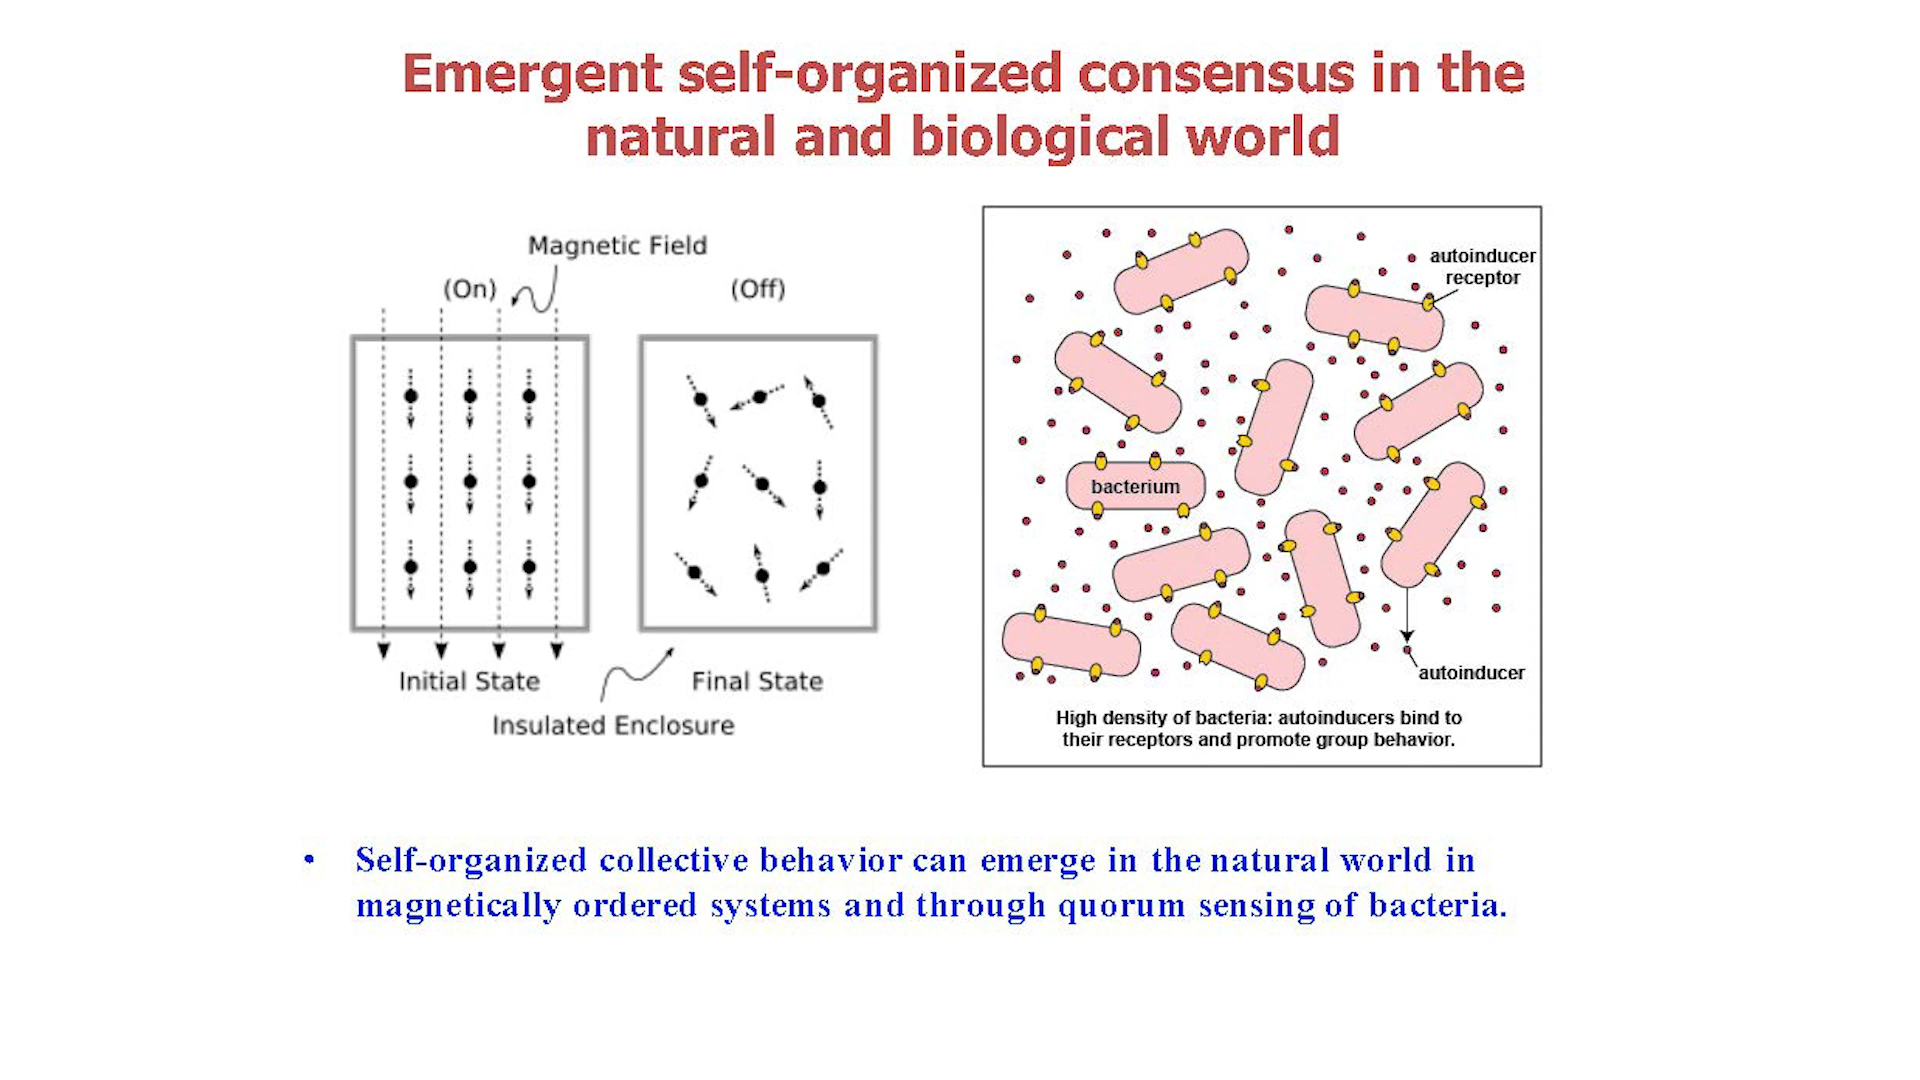 Emergent self-organized consensus in the
natural and biological world
Magnetic Field
(On)
(Off)
Initial State
Final State
Insulated Enclosure
autoinducer
receptor
bacterium
autoinducer
High density of bacteria: autoinducers bind to
their receptors and promote group behavior.
• Self-organized collective behavior can emerge in the natural world in
magnetically ordered systems and through quorum sensing of bacteria.